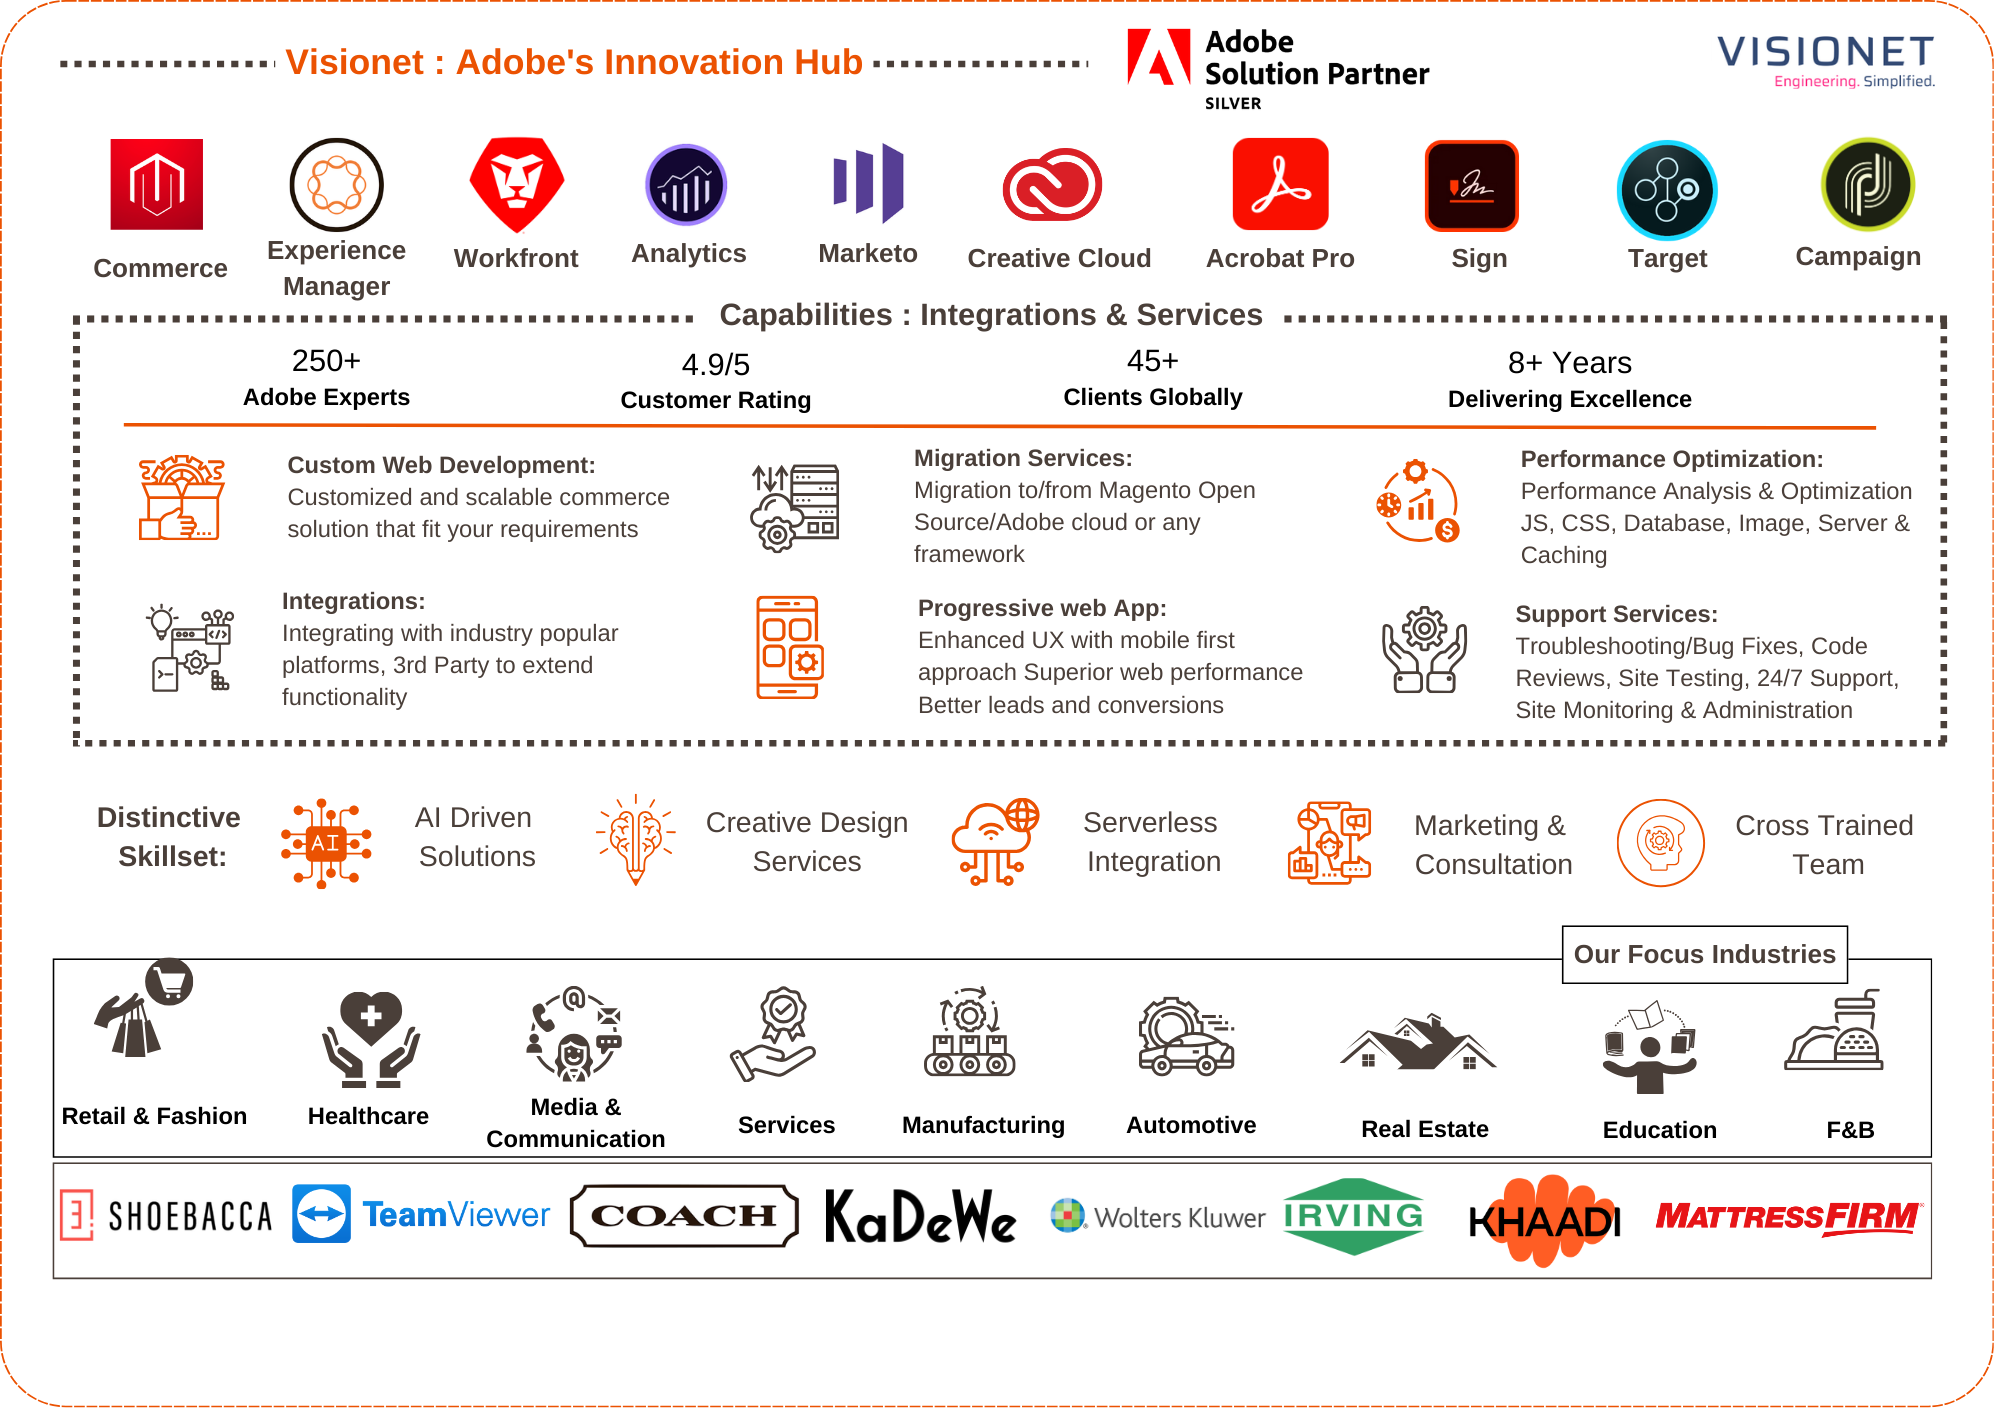 Visionet : Adobe's Innovation Hub
Adobe
Solution Partner
SILVER
VISIONET
Engineering. Simplified.
Commerce
Experience
Manager
Workfront
Analytics
Marketo
Creative Cloud
Acrobat Pro
Sign
Target
Campaign
Capabilities : Integrations & Services
250+
Adobe Experts
4.9/5
Customer Rating
45+
Clients Globally
8+ Years
Delivering Excellence
Custom Web Development:
Customized and scalable commerce
solution that fit your requirements
Migration Services:
Migration to/from Magento Open
Source/Adobe cloud or any
framework
Performance Optimization:
Performance Analysis & Optimization
JS, CSS, Database, Image, Server &
Caching
Integrations:
Integrating with industry popular
platforms, 3rd Party to extend
functionality
Progressive web App:
Enhanced UX with mobile first
approach Superior web performance
Better leads and conversions
Support Services:
Troubleshooting/Bug Fixes, Code
Reviews, Site Testing, 24/7 Support,
Site Monitoring & Administration
Distinctive
Skillset:
AI
AI Driven
Solutions
Creative Design
Services
Serverless
Integration
Marketing &
Consultation
Cross Trained
Team
Our Focus Industries
Retail & Fashion
Healthcare
Media &
Communication
Services
Manufacturing
Automotive
Real Estate
Education
F&B
SHOEBACCA
TeamViewer
COACH
KaDeWe
Wolters Kluwer
IRVING
KHAADI
MATTRESSFIRM